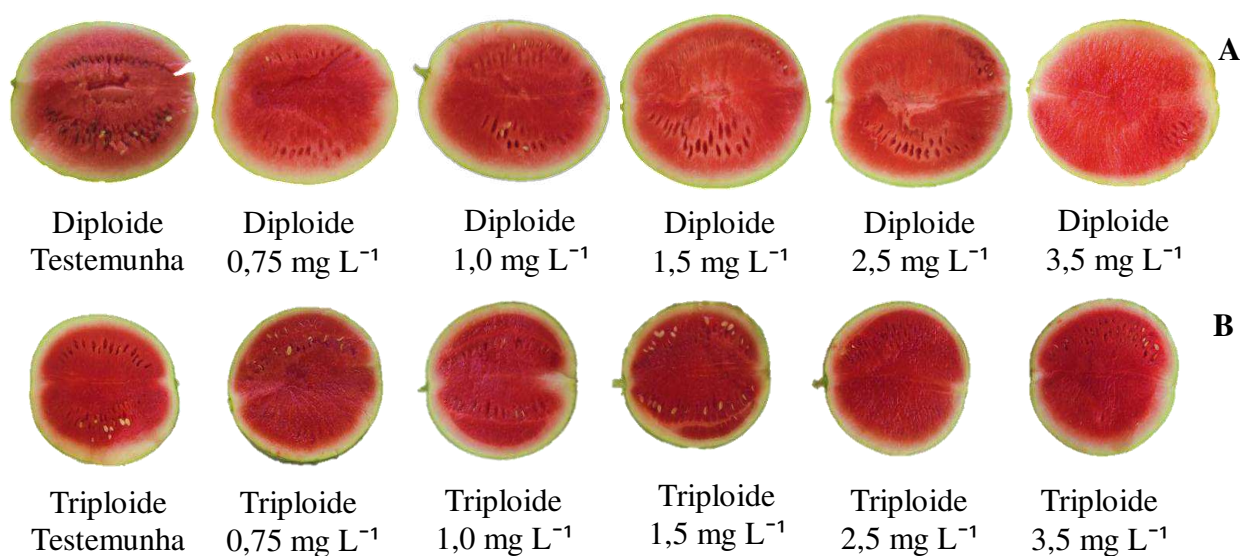 A
Diploide Diploide Diploide Diploide Diploide Diploide
Testemunha 0,75 mg L⁻¹ 1,0 mg L⁻¹ 1,5 mg L⁻¹ 2,5 mg L⁻¹ 3,5 mg L⁻¹
B
Triploide Triploide Triploide Triploide Triploide Triploide
Testemunha 0,75 mg L⁻¹ 1,0 mg L⁻¹ 1,5 mg L⁻¹ 2,5 mg L⁻¹ 3,5 mg L⁻¹